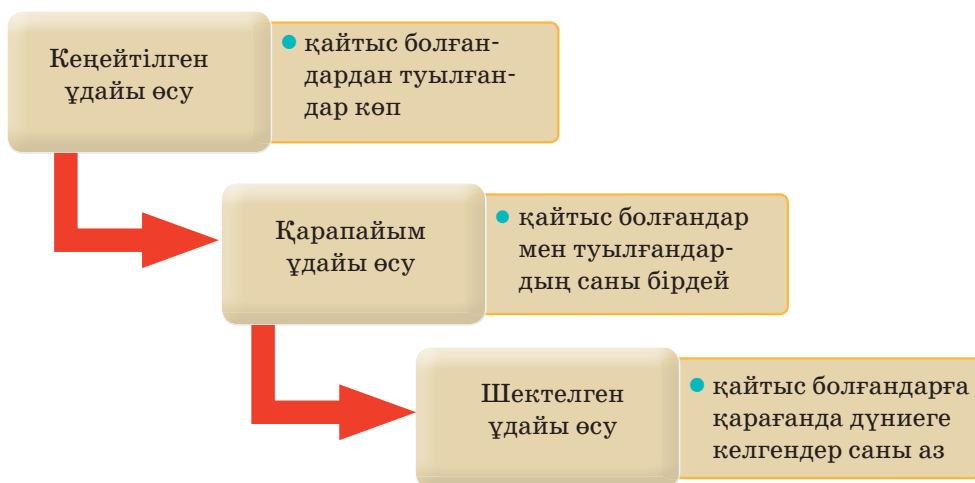 Кеңейтілген
ұдайы өсу
● қайтыс болған-
дардан туылған-
дар көп
Қарапайым
ұдайы өсу
● қайтыс болғандар
мен туылғандар-
дың саны бірдей
Шектелген
ұдайы өсу
● қайтыс болғандарға
қарағанда дүниеге
келгендер саны аз